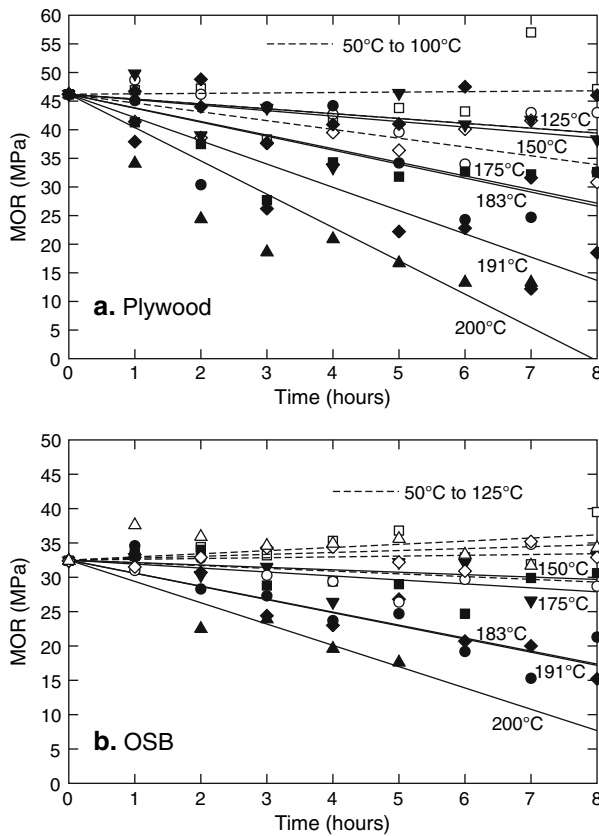 60
55
50
45
40
35
30
25
20
15
10
5
0
MOR (MPa)
50°C to 100°C
125°C
150°C
175°C
183°C
191°C
200°C
a. Plywood
0 1 2 3 4 5 6 7 8
Time (hours)
50
45
40
35
30
25
20
15
10
5
0
MOR (MPa)
50°C to 125°C
150°C
175°C
183°C
191°C
200°C
b. OSB
0 1 2 3 4 5 6 7 8
Time (hours)